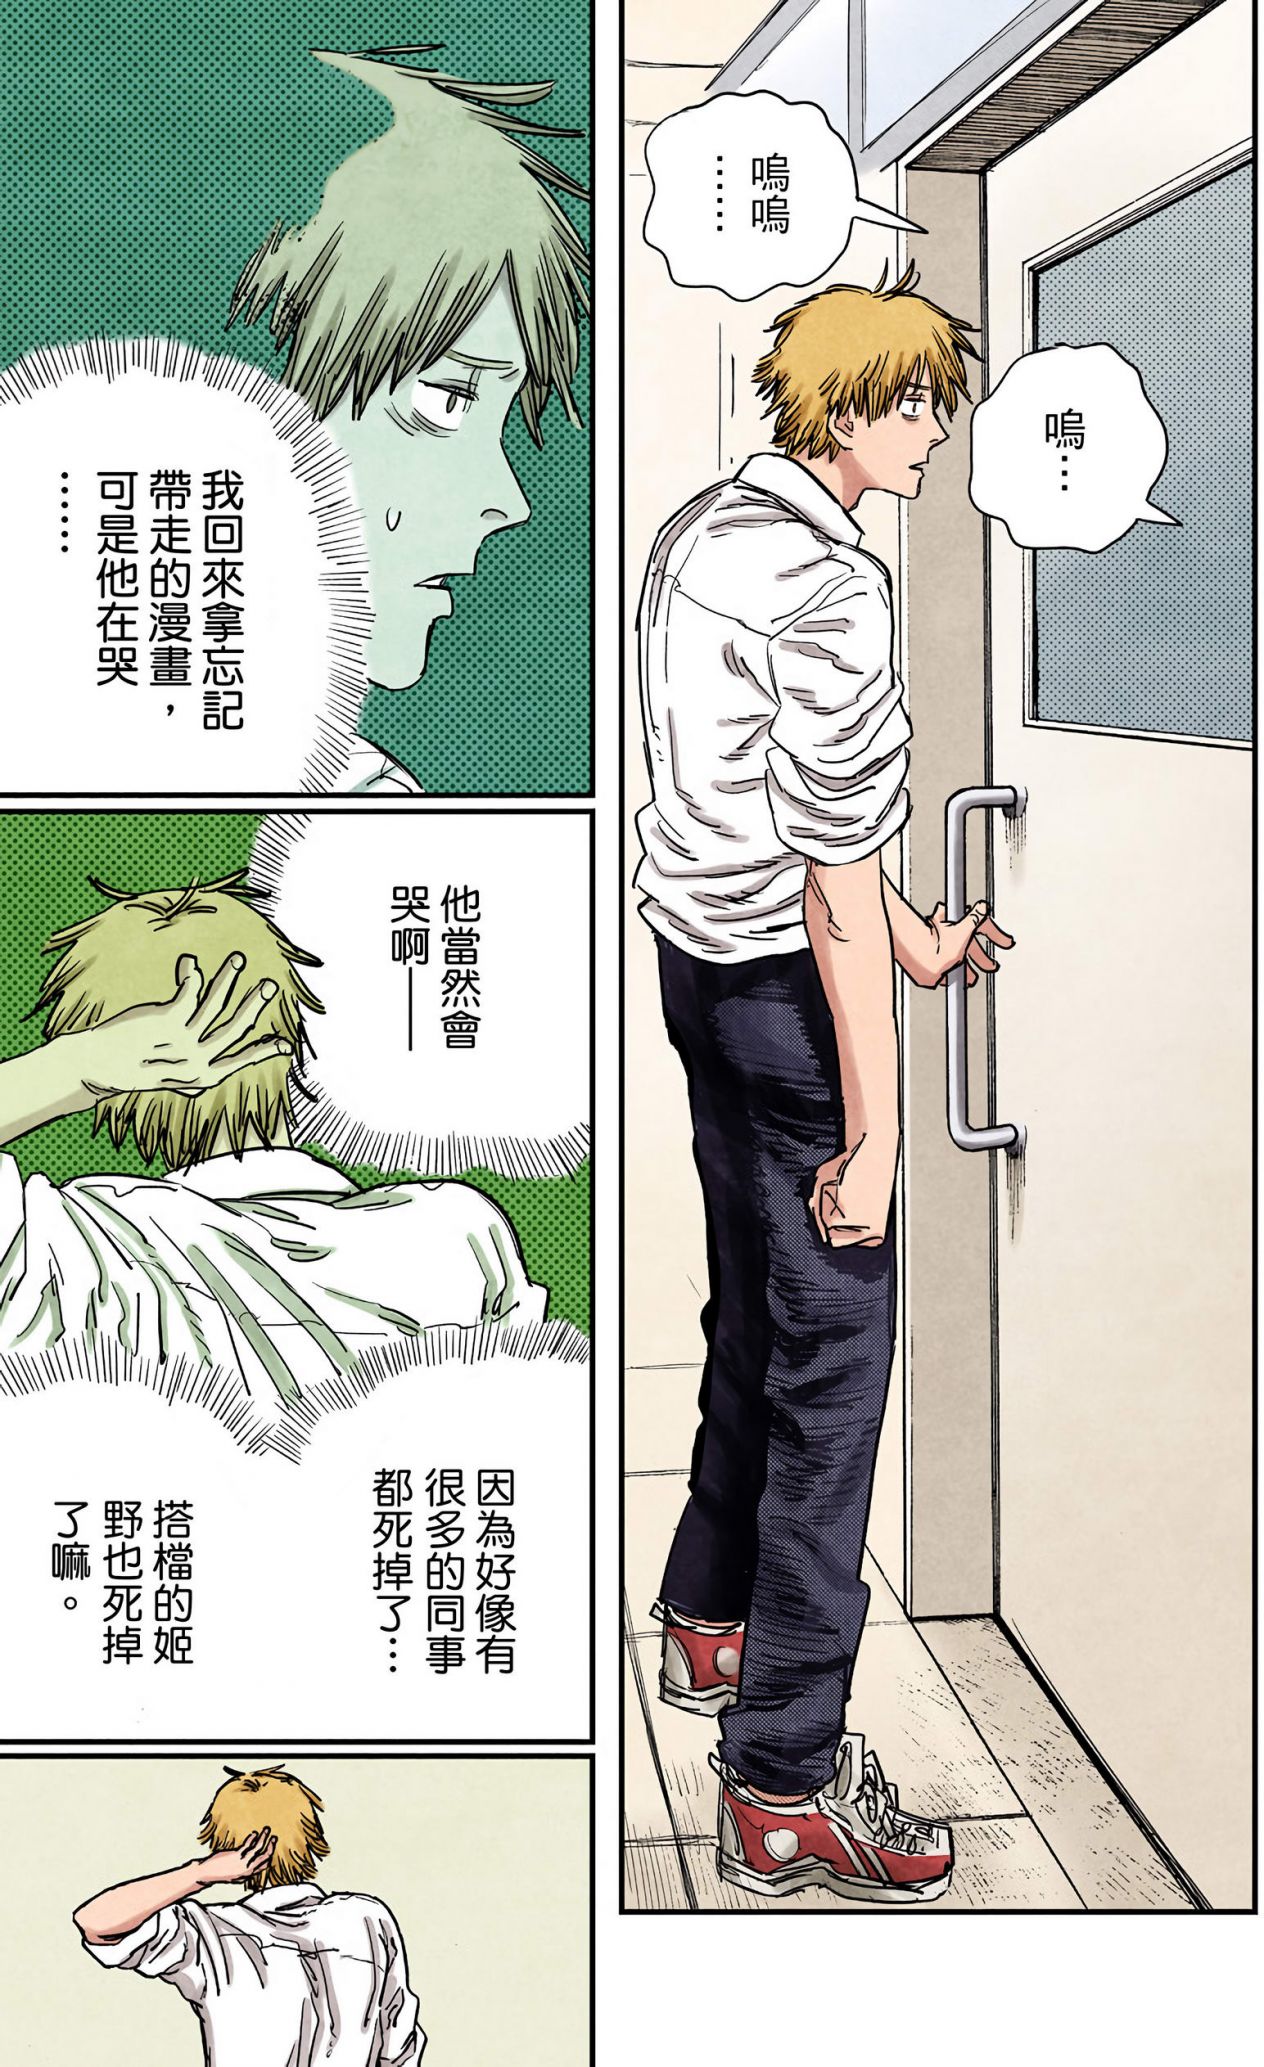 嗚嗚
……
嗚…
我回來拿忘記
帶走的漫畫，
可是他在哭
……
他當然會
哭啊——
因為好像有
很多的同事
都死掉了…
搭檔的姬
野也死掉
了嘛。